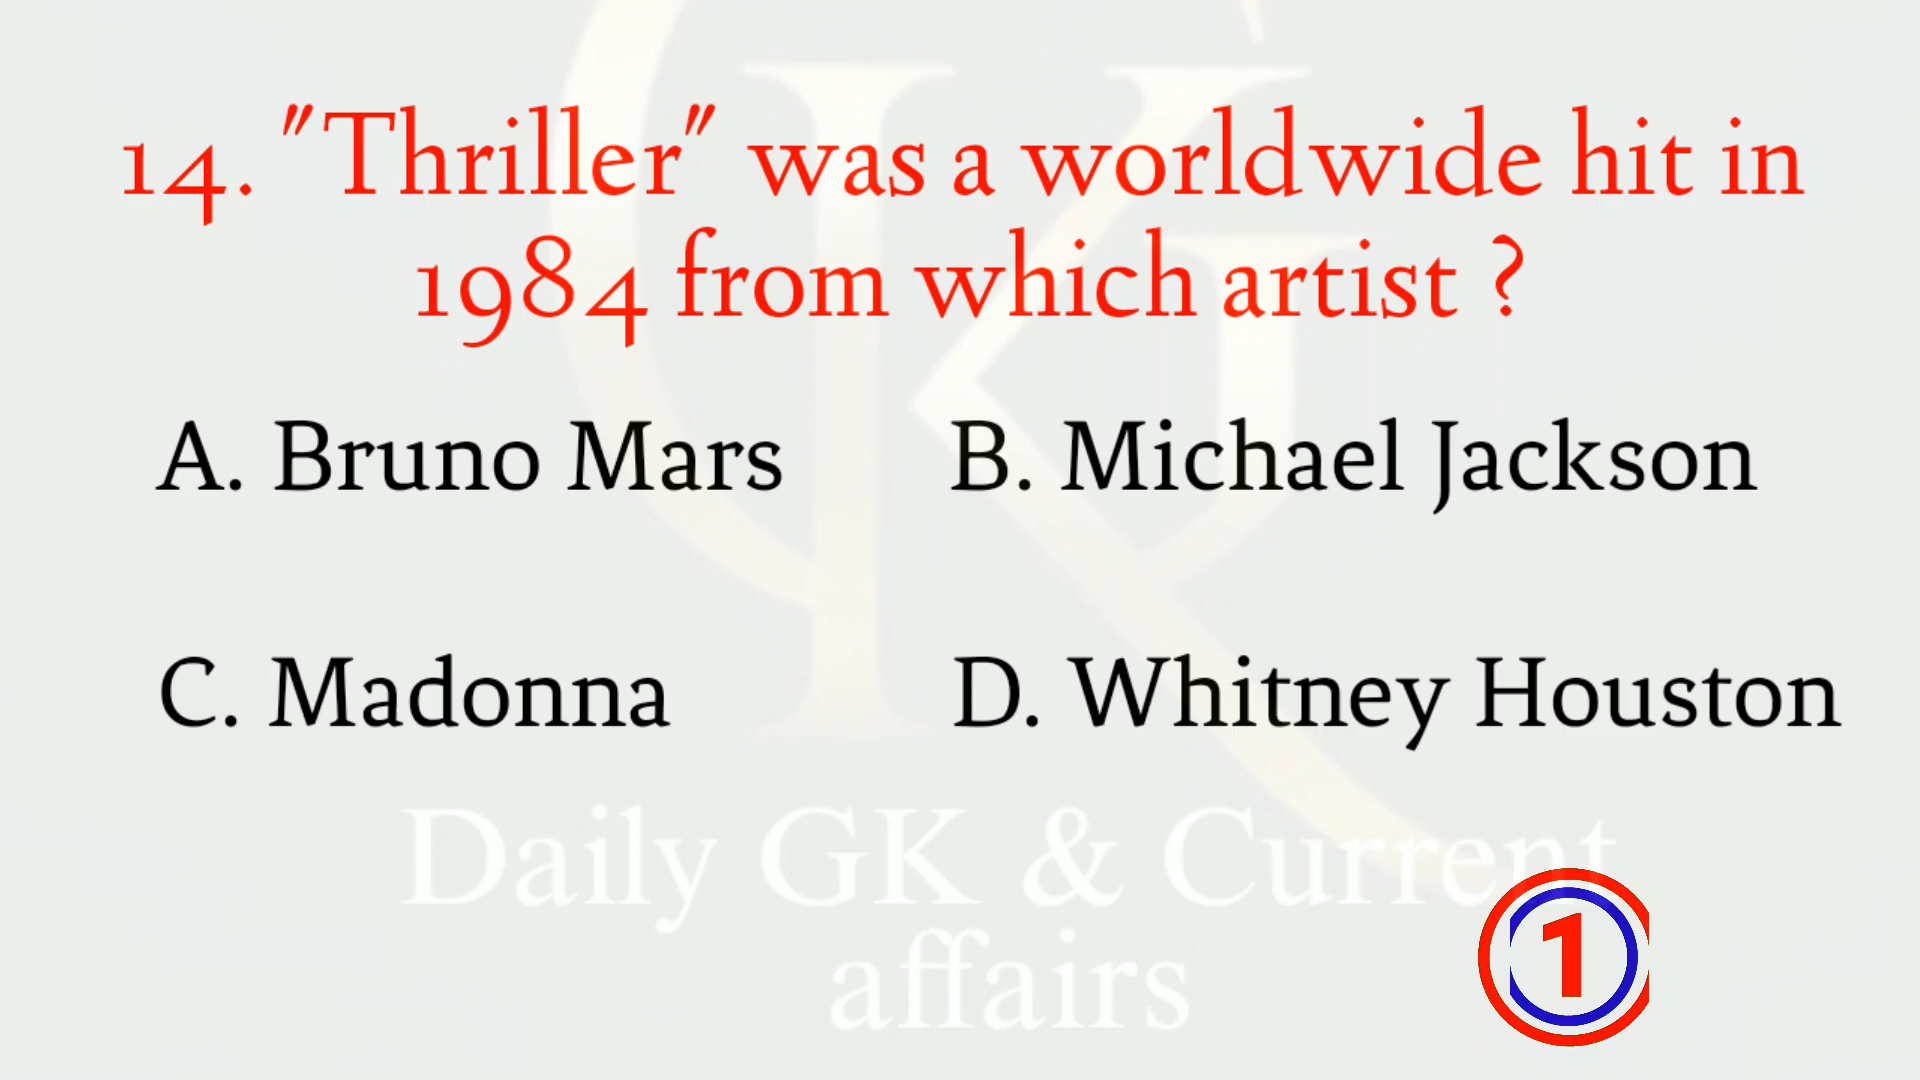 14. "Thriller" was a worldwide hit in
1984 from which artist ?
A. Bruno Mars
B. Michael Jackson
C. Madonna
D. Whitney Houston
Daily GK & Current
affairs
1